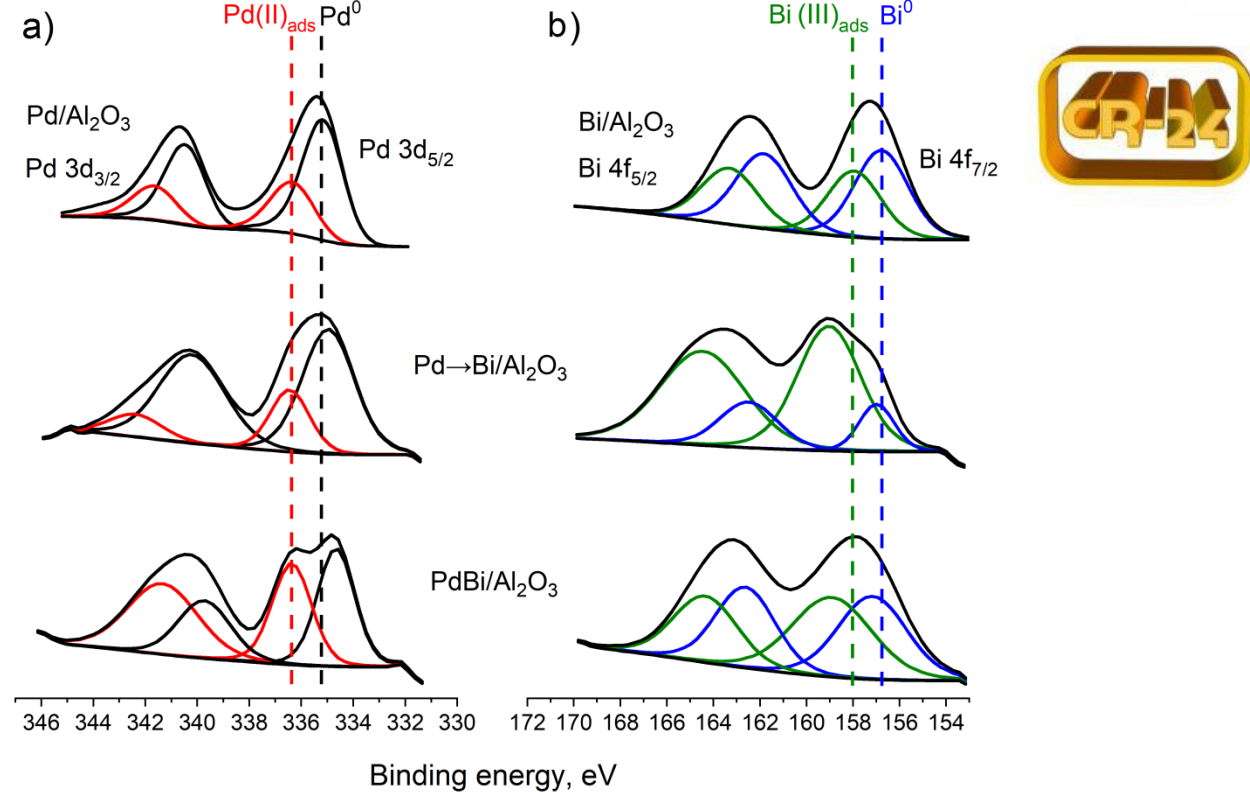 a)
Pd(II)ads Pd0
b)
Bi (III)ads Bi0
CR-24
Pd/Al2O3
Pd 3d3/2
Pd 3d5/2
Bi/Al2O3
Bi 4f5/2
Bi 4f7/2
Pd→Bi/Al2O3
PdBi/Al2O3
346 344 342 340 338 336 334 332 330
172 170 168 166 164 162 160 158 156 154
Binding energy, eV